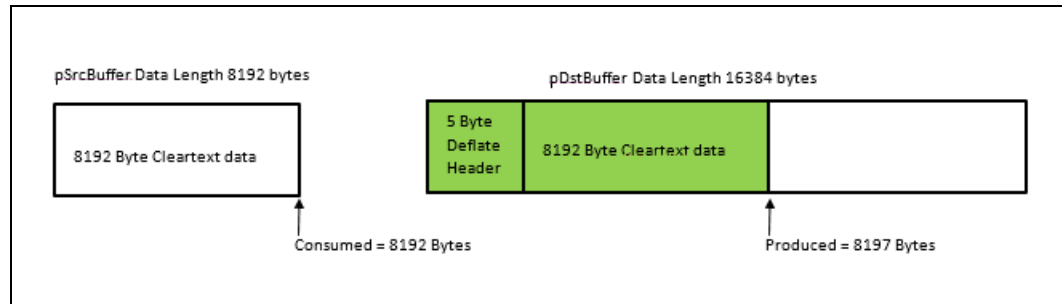 pSrcBuffer Data Length 8192 bytes
pDstBuffer Data Length 16384 bytes
8192 Byte Cleartext data
5 Byte
Deflate
Header
8192 Byte Cleartext data
Consumed = 8192 Bytes
Produced = 8197 Bytes